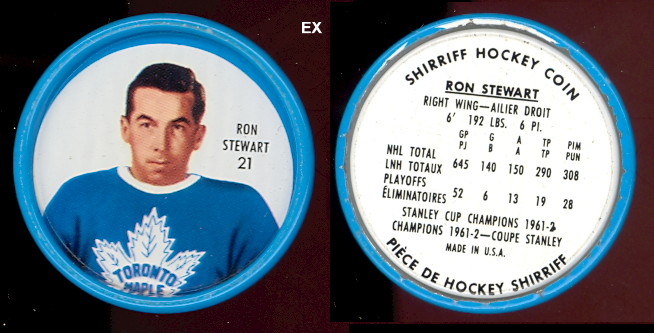 EX
RON
STEWART
21
TORONTO
MAPLE
SHIRRIFF HOCKEY COIN
RON STEWART
RIGHT WING—AILIER DROIT
6' 192 LBS. 6 PI.
GP G A TP PIM
PJ B A TP PUN
NHL TOTAL
LNH TOTAUX 645 140 150 290 308
PLAYOFFS
ÉLIMINATOIRES 52 6 13 19 28
STANLEY CUP CHAMPIONS 1961-2
CHAMPIONS 1961-2—COUPE STANLEY
MADE IN U.S.A.
PIÈCE DE HOCKEY SHIRRIFF